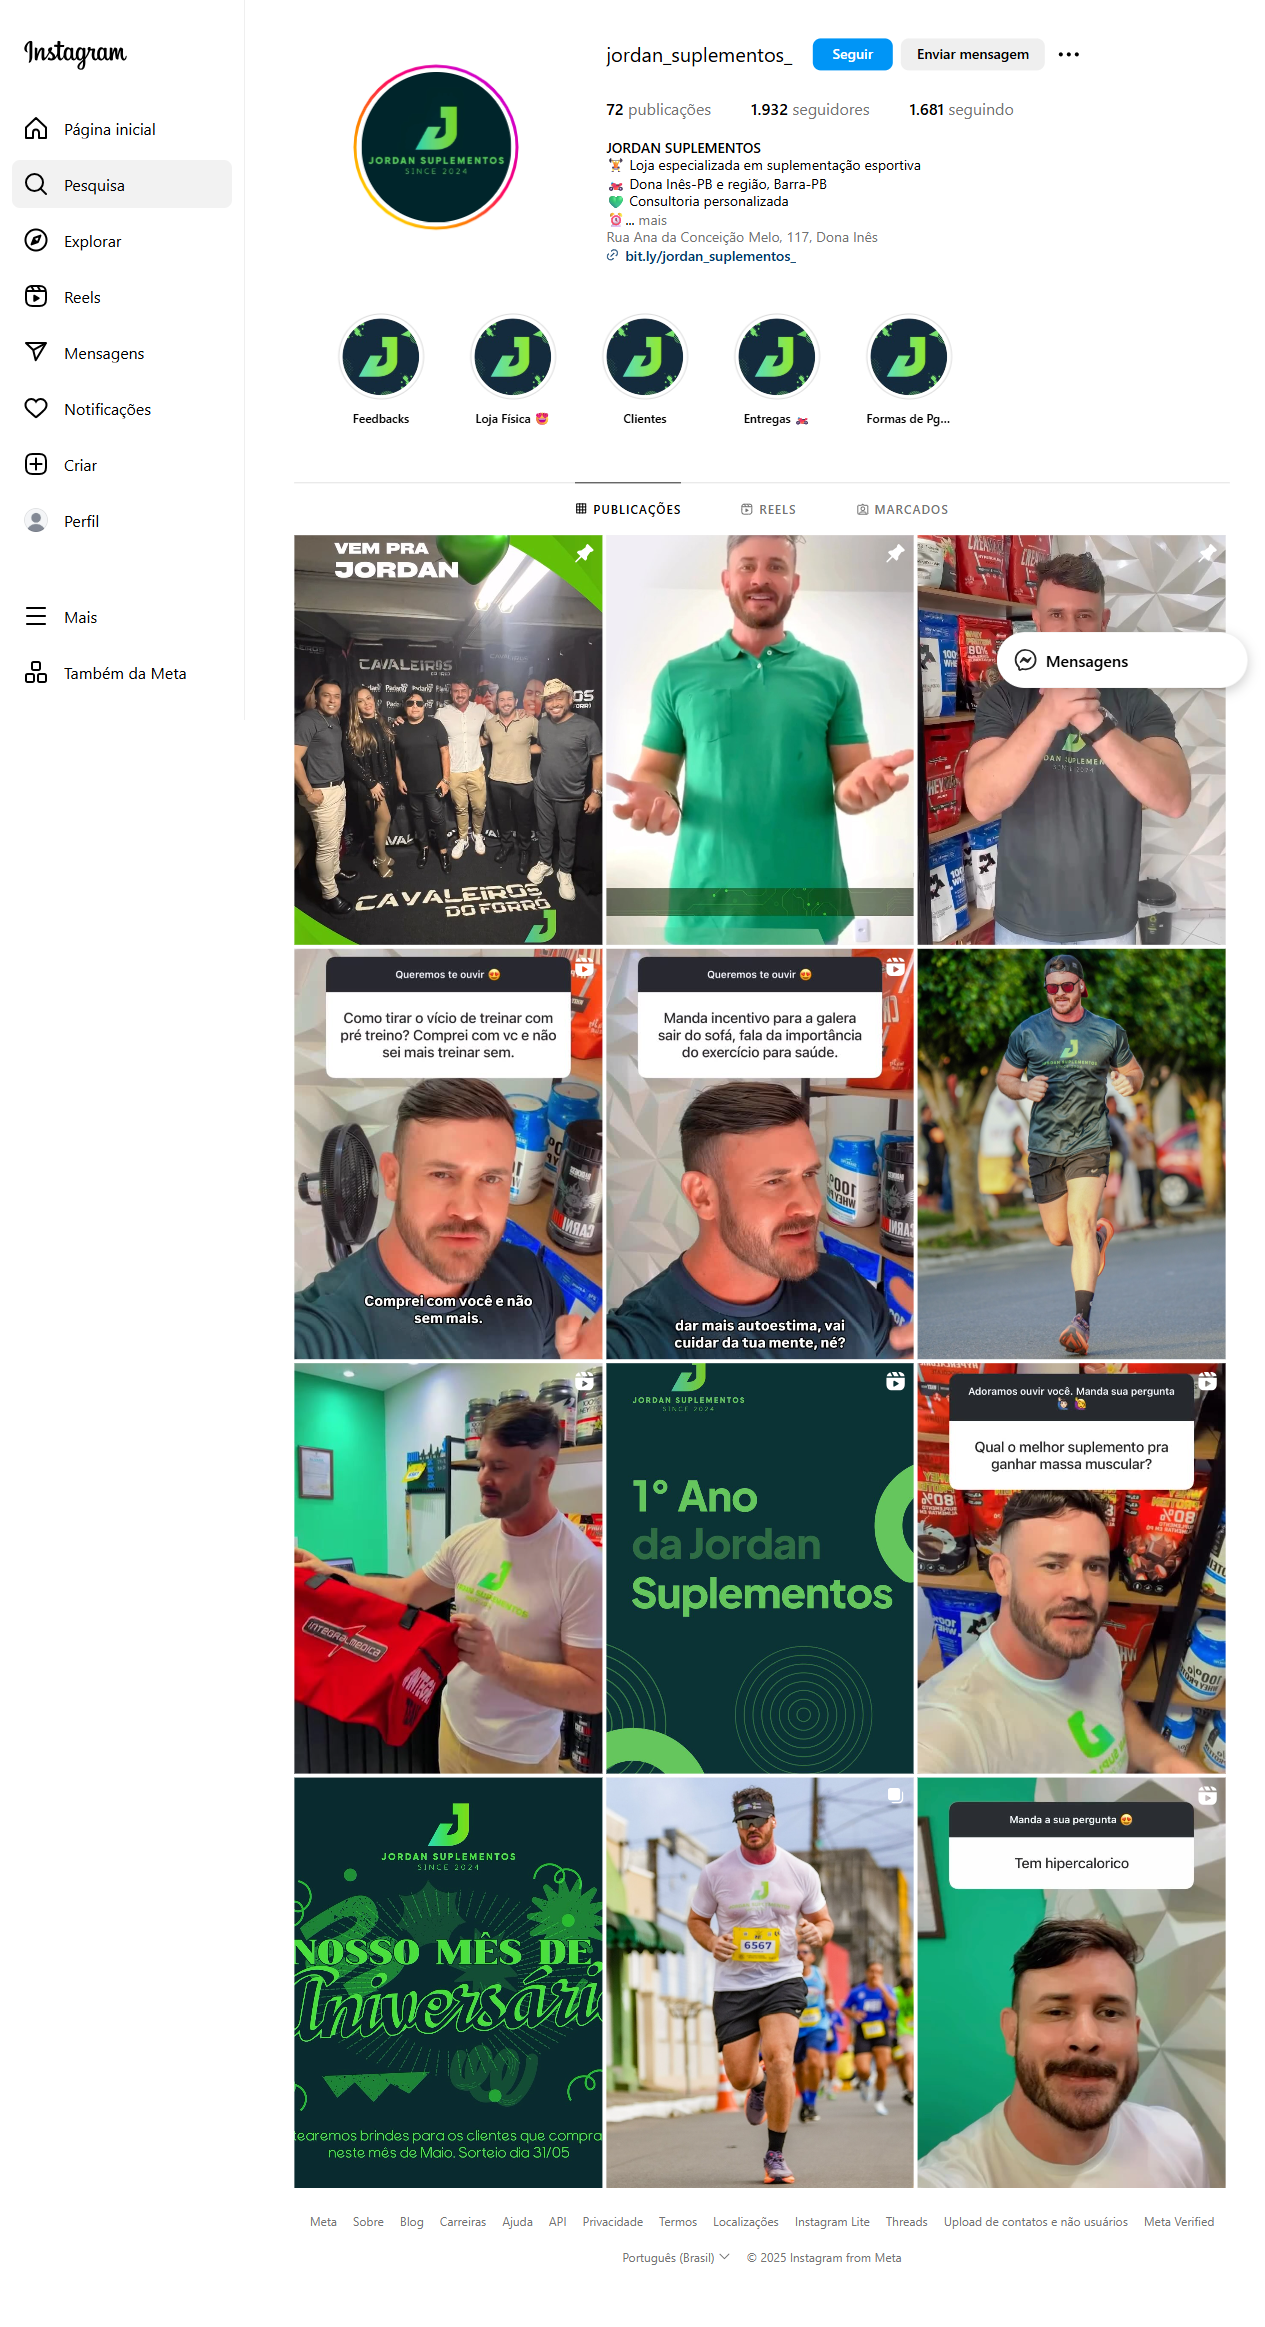 Instagram
Página inicial
Pesquisa
Explorar
Reels
Mensagens
Notificações
Criar
Perfil
Mais
Também da Meta
jordan_suplementos_
Seguir
Enviar mensagem
72 publicações
1.932 seguidores
1.681 seguindo
JORDAN SUPLEMENTOS
SINCE 2024
JORDAN SUPLEMENTOS
🏋️ Loja especializada em suplementação esportiva
🏍️ Dona Inês-PB e região, Barra-PB
💚 Consultoria personalizada
⏰... mais
Rua Ana da Conceição Melo, 117, Dona Inês
bit.ly/jordan_suplementos_
Feedbacks
Loja Física 😍
Clientes
Entregas 🏍️
Formas de Pg...
PUBLICAÇÕES
REELS
MARCADOS
VEM PRA
JORDAN
CAVALEIROS
CAVALEIROS
DO FORRÓ
Mensagens
Queremos te ouvir 😍
Como tirar o vício de treinar com
pré treino? Comprei com vc e não
sei mais treinar sem.
Comprei com você e não
sem mais.
Queremos te ouvir 😍
Manda incentivo para a galera
sair do sofá, fala da importância
do exercício para saúde.
dar mais autoestima, vai
cuidar da tua mente, né?
JORDAN SUPLEMENTOS
INTEGRALMEDICA
JORDAN SUPLEMENTOS
SINCE 2024
1° Ano
da Jordan
Suplementos
Adoramos ouvir você. Manda sua pergunta
Qual o melhor suplemento pra
ganhar massa muscular?
JORDAN SUPLEMENTOS
SINCE 2024
NOSSO MÊS DE
Aniversário
tearemos brindes para os clientes que compra
neste mês de Maio. Sorteio dia 31/05
6567
Manda a sua pergunta 😍
Tem hipercalorico
Meta
Sobre
Blog
Carreiras
Ajuda
API
Privacidade
Termos
Localizações
Instagram Lite
Threads
Upload de contatos e não usuários
Meta Verified
Português (Brasil)
© 2025 Instagram from Meta